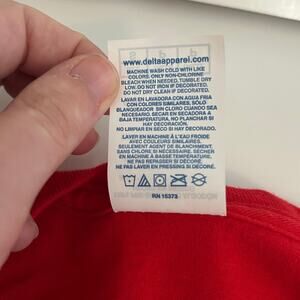 www.deltaapparel.com
MACHINE WASH COLD WITH LIKE
COLORS. ONLY NON-CHLORINE
BLEACH WHEN NEEDED. TUMBLE DRY
LOW. DO NOT IRON IF DECORATED.
DO NOT DRY CLEAN IF DECORATED.
LAVAR EN LAVADORA CON AGUA FRIA
CON COLORES SIMILARES, SÓLO
BLANQUEADOR SIN CLORO CUANDO SEA
NECESARIO. SECAR EN SECADORA A
BAJA TEMPERATURA. NO PLANCHAR SI
HAY DECORADO.
NO LIMPIAR EN SECO SI HAY DECORADO.
LAVER EN MACHINE À L'EAU FROIDE
AVEC COULEURS SIMILAIRES.
SEULEMENT AGENT DE BLANCHIMENT,
SANS CHLORE SI NÉCESSAIRE. SÉCHER
EN MACHINE A BASSE TEMPÉRATURE.
NE PAS REPASSER SI DÉCORÉ.
NE PAS LAVER EN PRESSING SI DÉCORÉ.
RN 15373